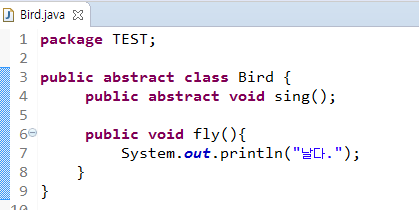 Bird.java
1 package TEST;
2
3 public abstract class Bird {
4     public abstract void sing();
5
6     public void fly(){
7         System.out.println("날다.");
8     }
9 }
10